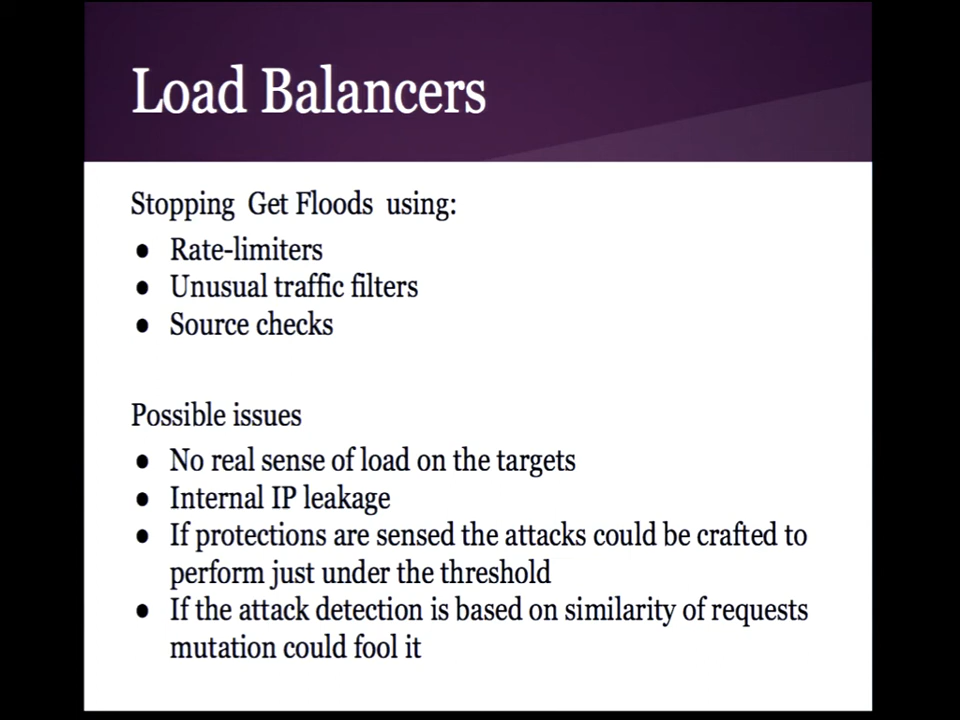 Load Balancers
Stopping Get Floods using:
● Rate-limiters
● Unusual traffic filters
● Source checks
Possible issues
● No real sense of load on the targets
● Internal IP leakage
● If protections are sensed the attacks could be crafted to
perform just under the threshold
● If the attack detection is based on similarity of requests
mutation could fool it